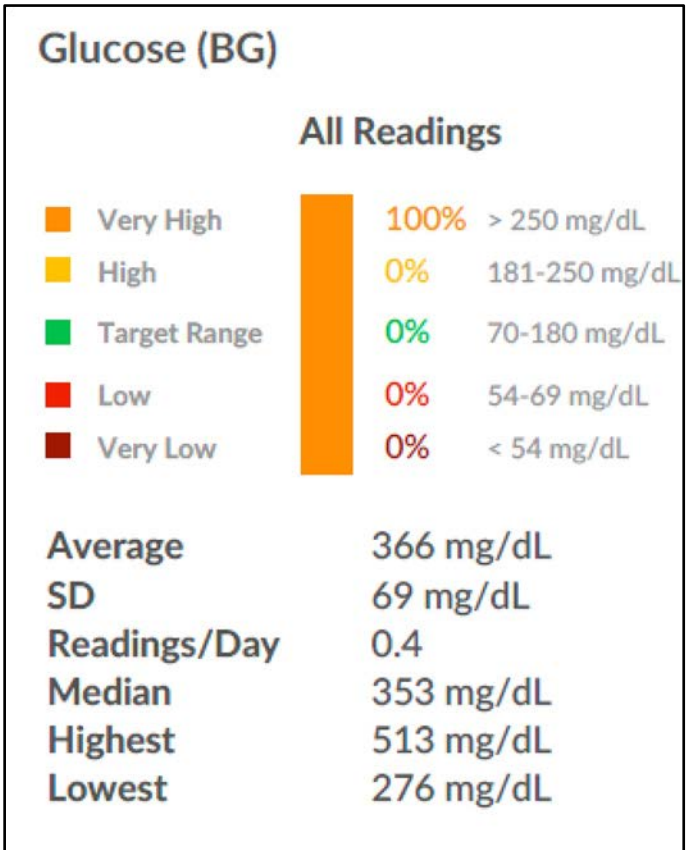 Glucose (BG)
All Readings
Very High 100% > 250 mg/dL
High 0% 181-250 mg/dL
Target Range 0% 70-180 mg/dL
Low 0% 54-69 mg/dL
Very Low 0% < 54 mg/dL
Average 366 mg/dL
SD 69 mg/dL
Readings/Day 0.4
Median 353 mg/dL
Highest 513 mg/dL
Lowest 276 mg/dL